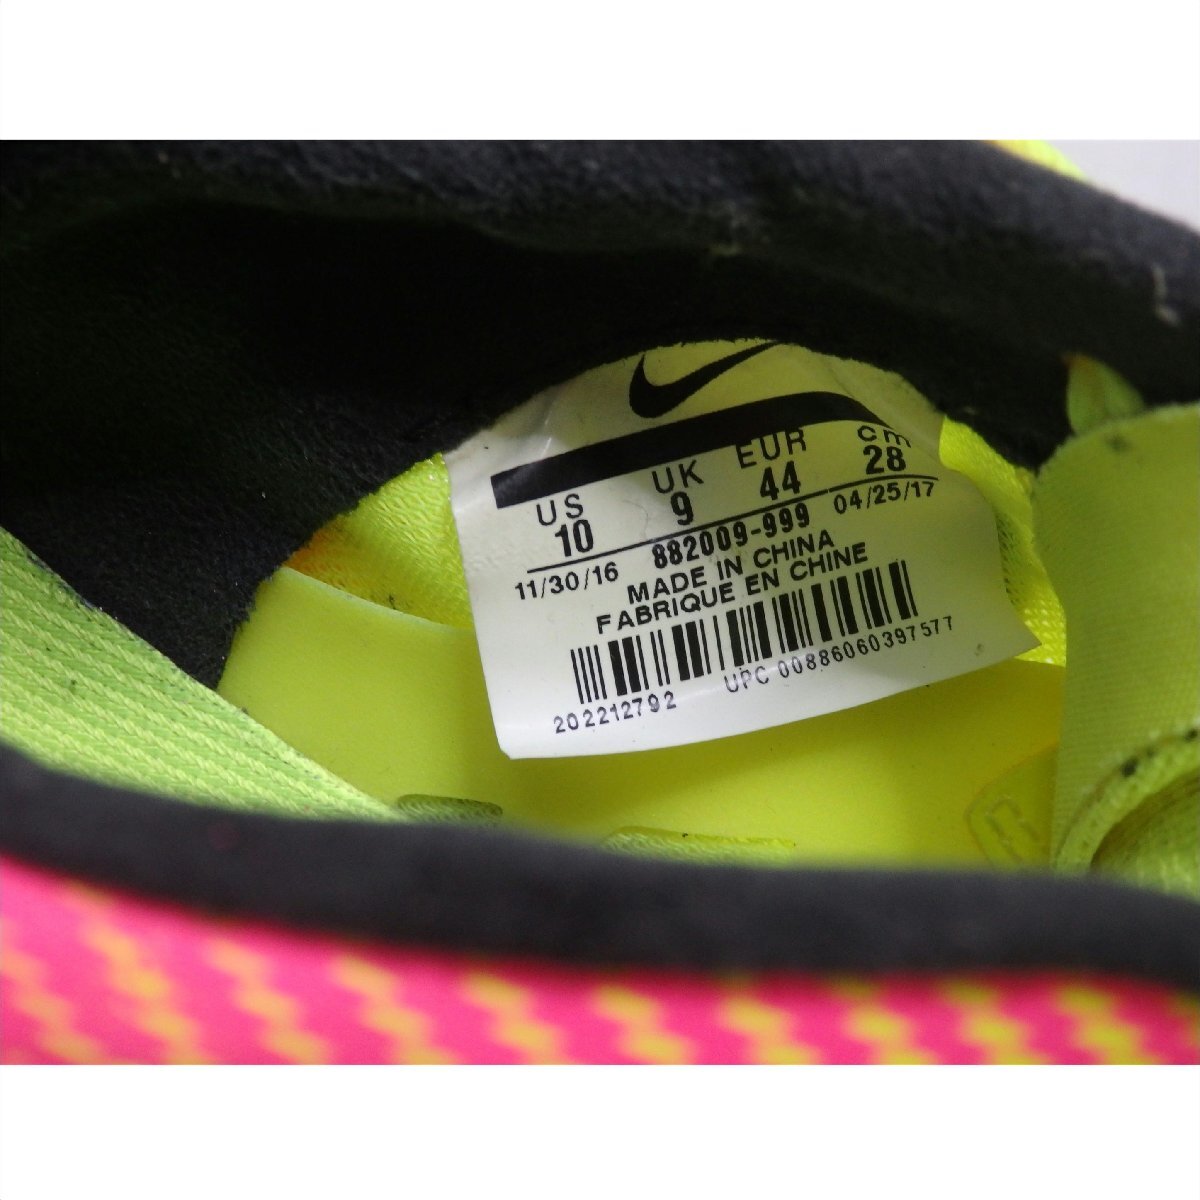 US UK EUR cm
10 9 44 28
11/30/16 882009-999 04/25/17
MADE IN CHINA
FABRIQUE EN CHINE
202212792 UPC 00886060397577